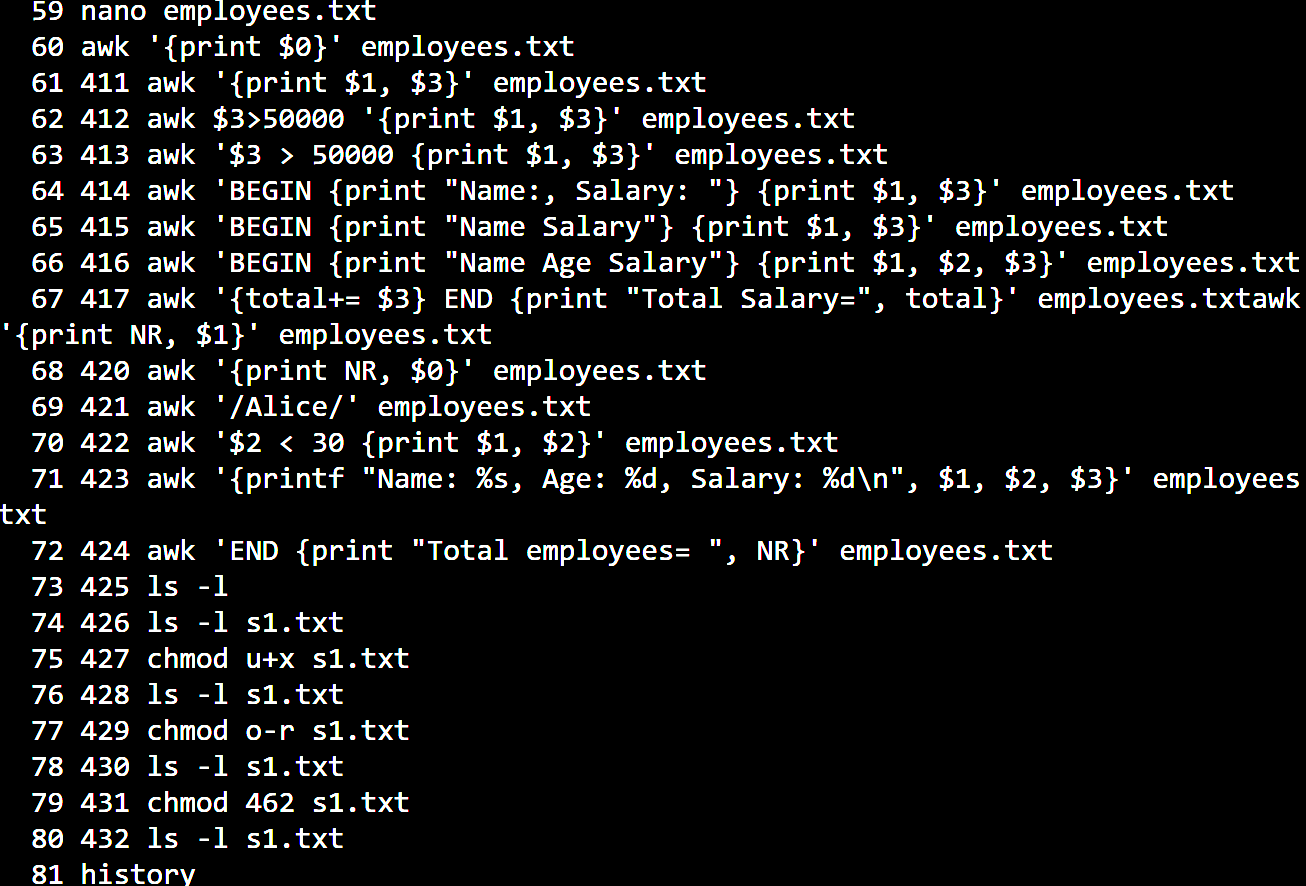 59 nano employees.txt
60 awk '{print $0}' employees.txt
61 411 awk '{print $1, $3}' employees.txt
62 412 awk $3>50000 '{print $1, $3}' employees.txt
63 413 awk '$3 > 50000 {print $1, $3}' employees.txt
64 414 awk 'BEGIN {print "Name:, Salary: "} {print $1, $3}' employees.txt
65 415 awk 'BEGIN {print "Name Salary"} {print $1, $3}' employees.txt
66 416 awk 'BEGIN {print "Name Age Salary"} {print $1, $2, $3}' employees.txt
67 417 awk '{total+= $3} END {print "Total Salary=", total}' employees.txtawk
'{print NR, $1}' employees.txt
68 420 awk '{print NR, $0}' employees.txt
69 421 awk '/Alice/' employees.txt
70 422 awk '$2 < 30 {print $1, $2}' employees.txt
71 423 awk '{printf "Name: %s, Age: %d, Salary: %d\n", $1, $2, $3}' employees
txt
72 424 awk 'END {print "Total employees= ", NR}' employees.txt
73 425 ls -l
74 426 ls -l s1.txt
75 427 chmod u+x s1.txt
76 428 ls -l s1.txt
77 429 chmod o-r s1.txt
78 430 ls -l s1.txt
79 431 chmod 462 s1.txt
80 432 ls -l s1.txt
81 history